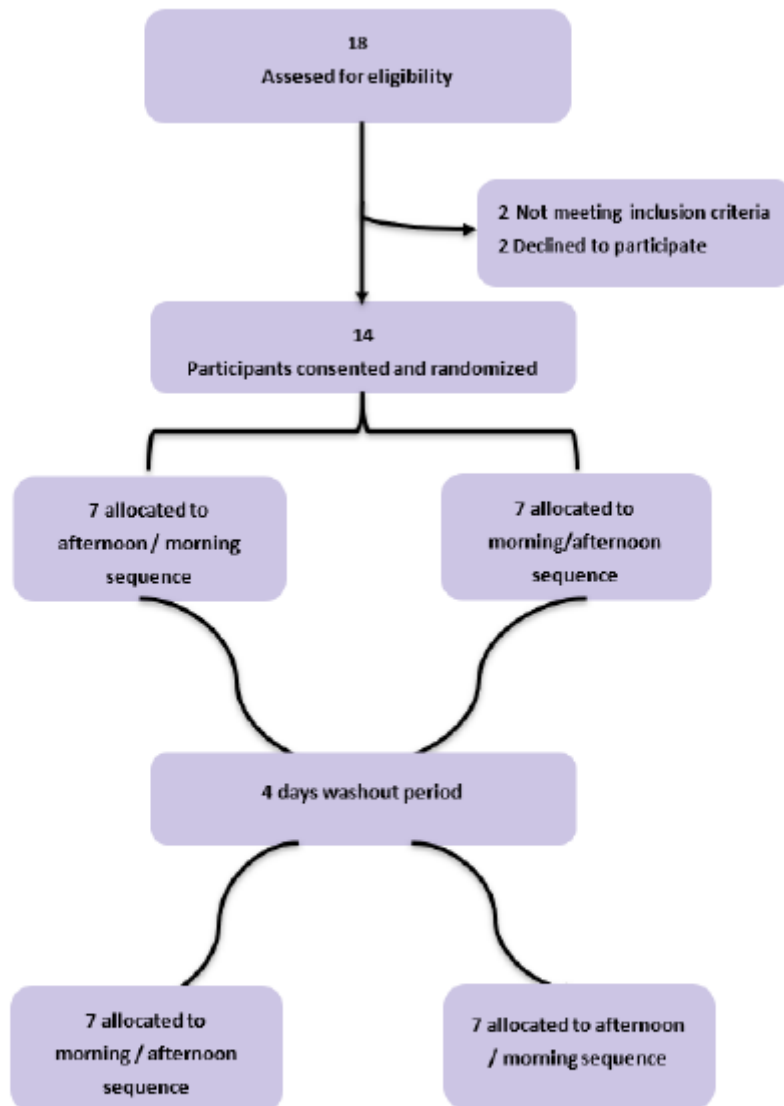 18
Assesed for eligibility
2 Not meeting inclusion criteria
2 Declined to participate
14
Participants consented and randomized
7 allocated to
afternoon / morning
sequence
7 allocated to
morning/afternoon
sequence
4 days washout period
7 allocated to
morning / afternoon
sequence
7 allocated to afternoon
/ morning sequence